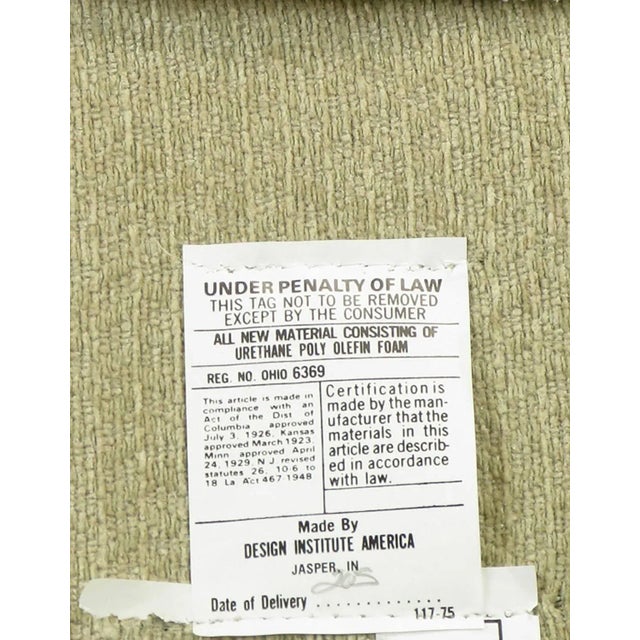 UNDER PENALTY OF LAW
THIS TAG NOT TO BE REMOVED
EXCEPT BY THE CONSUMER
ALL NEW MATERIAL CONSISTING OF
URETHANE POLY OLEFIN FOAM
REG. NO. OHIO 6369
This article is made in
compliance with an
Act of the Dist of
Columbia approved
July 3, 1926, Kansas
approved March 1923,
Minn approved April
24, 1929, N J revised
statutes 26. 10-6 to
18 La Act 467 1948
Certification is
made by the man-
ufacturer that the
materials in this
article are describ-
ed in accordance
with law.
Made By
DESIGN INSTITUTE AMERICA
JASPER, IN
205
Date of Delivery .............
1-17-75